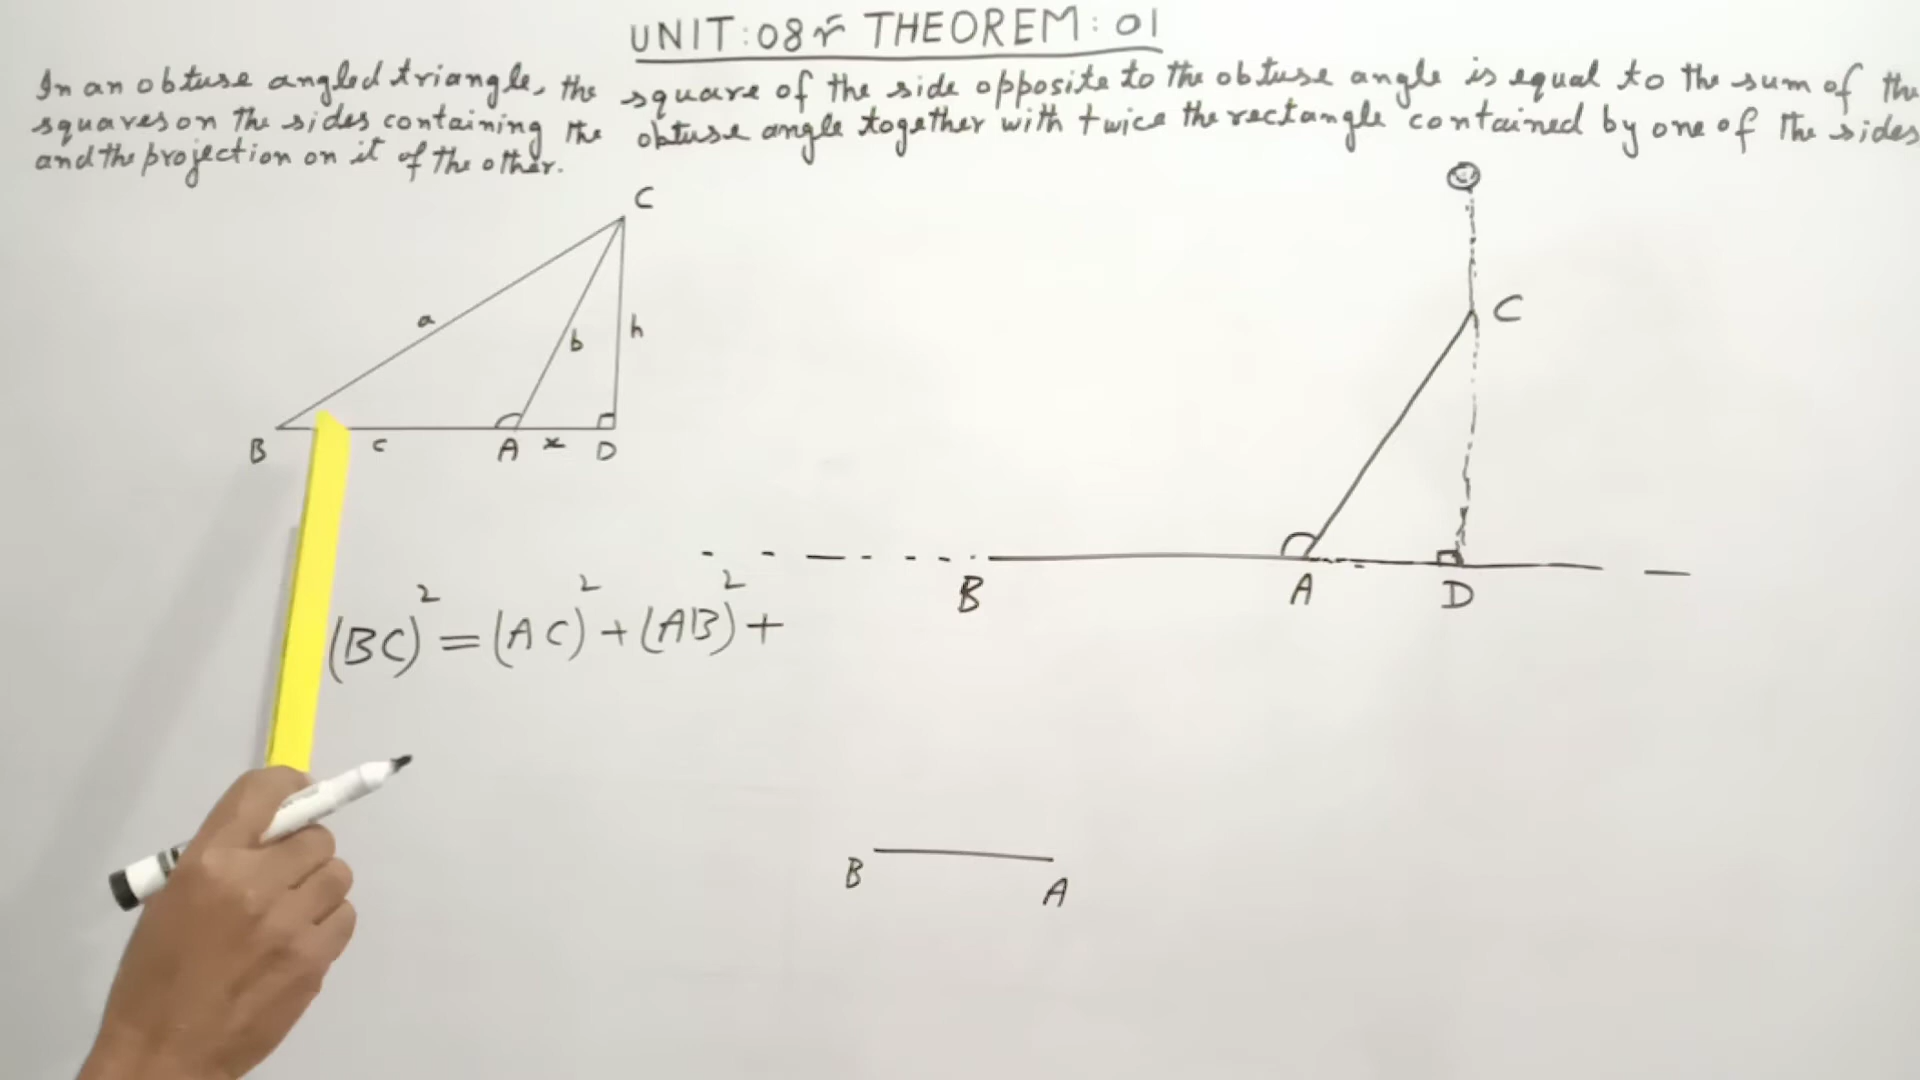 UNIT:08 THEOREM:01
In an obtuse angled triangle, the square of the side opposite to the obtuse angle is equal to the sum of the
squares on the sides containing the obtuse angle together with twice the rectangle contained by one of the sides
and the projection on it of the other.
C
a
b
h
B
c
A
x
D
C
B
A
D
(BC)² = (AC)² + (AB)² +
B
A